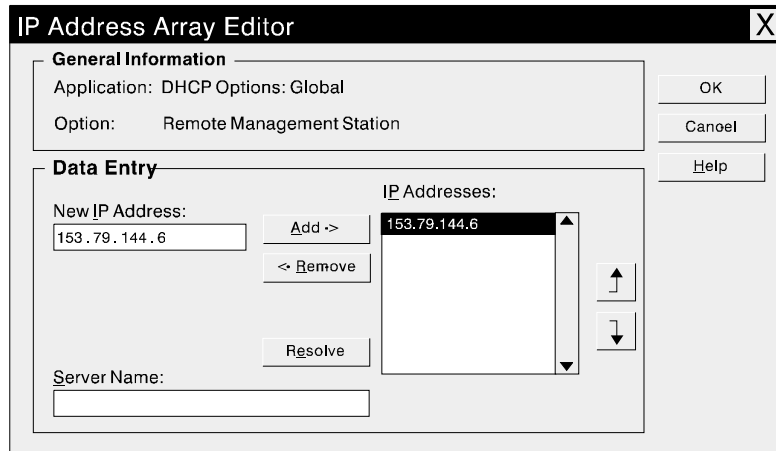 IP Address Array Editor X
General Information
Application: DHCP Options: Global
Option: Remote Management Station
OK
Cancel
Help
Data Entry
New IP Address:
153.79.144.6
Add ->
<- Remove
Resolve
IP Addresses:
153.79.144.6
Server Name: